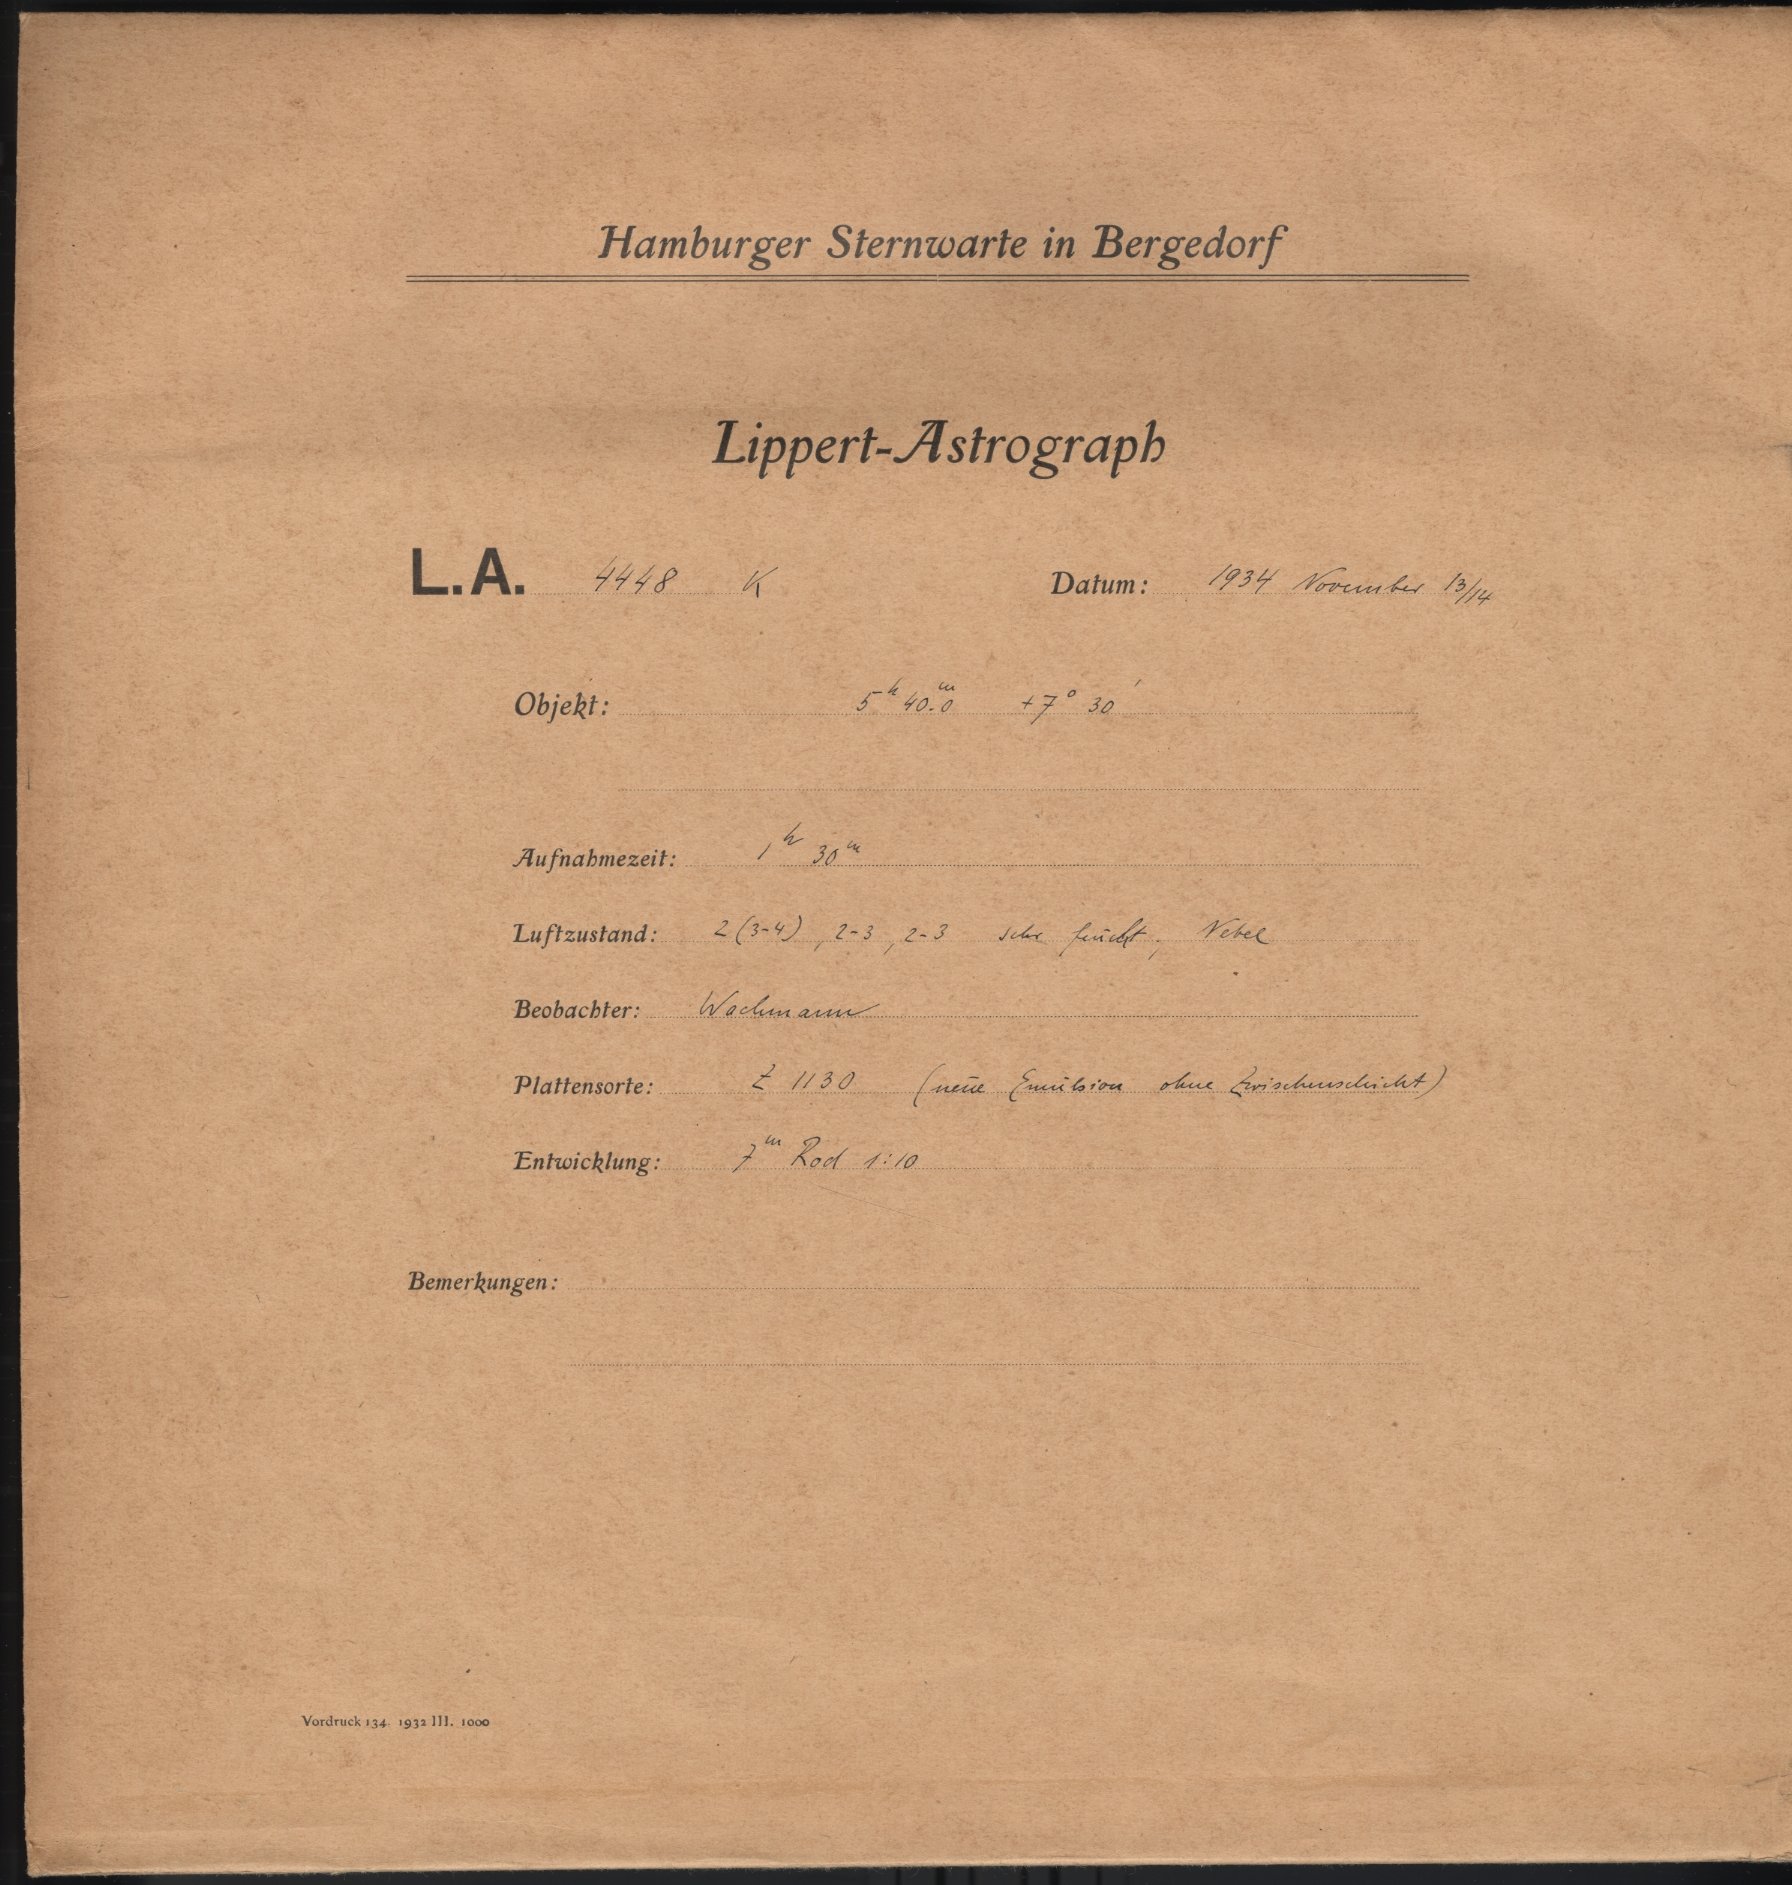 Hamburger Sternwarte in Bergedorf
Lippert-Astrograph
L.A. 4448 K Datum: 1934 November 13/14
Objekt: 5h 40.m0 +7° 30'
Aufnahmezeit: 1h 30m
Luftzustand: 2(3-4), 2-3, 2-3 sehr feucht, Nebel
Beobachter: Wachmann
Plattensorte: Z 1130 (neue Emulsion ohne Zwischenschicht)
Entwicklung: 7m Rod 1:10
Bemerkungen:
Vordruck 134. 1932 III. 1000